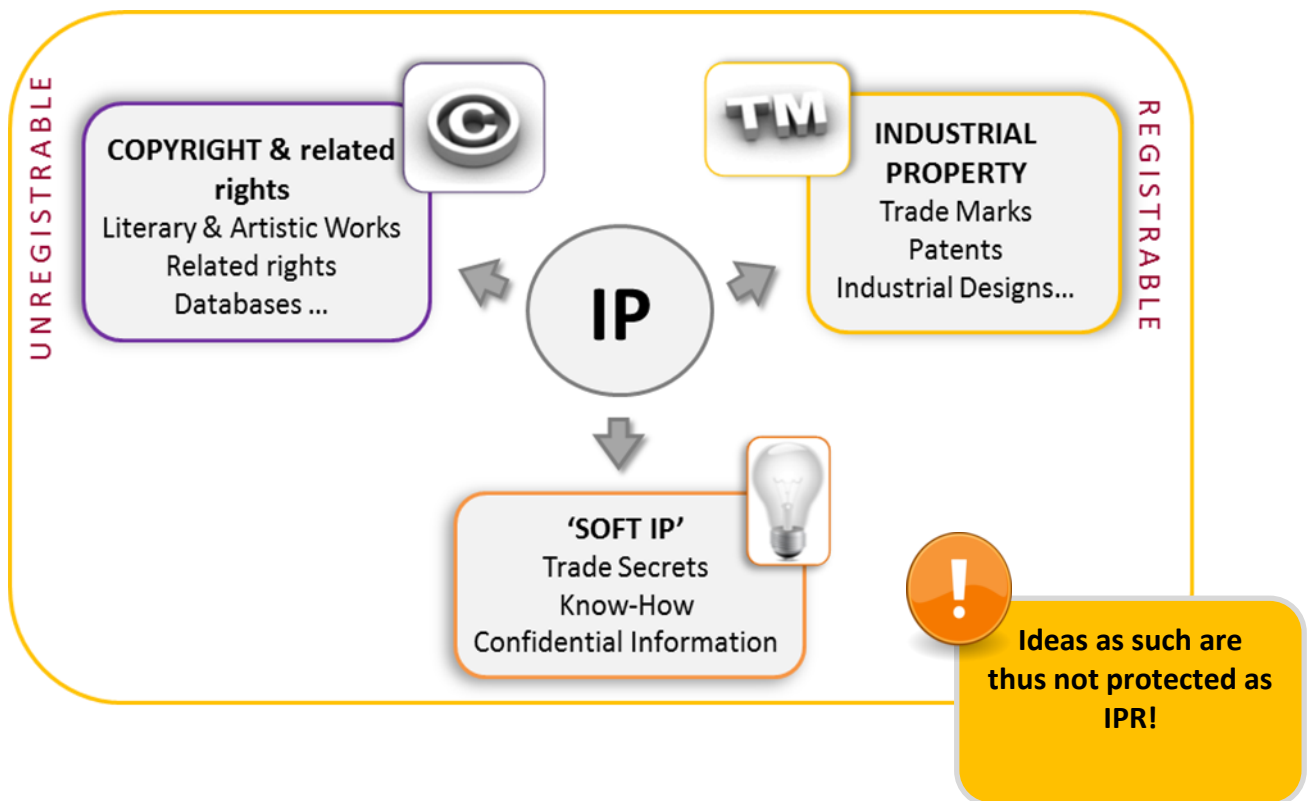 UNREGISTRABLE
COPYRIGHT & related
rights
Literary & Artistic Works
Related rights
Databases ...
©
TM
INDUSTRIAL
PROPERTY
Trade Marks
Patents
Industrial Designs...
REGISTRABLE
IP
‘SOFT IP’
Trade Secrets
Know-How
Confidential Information
!
Ideas as such are
thus not protected as
IPR!